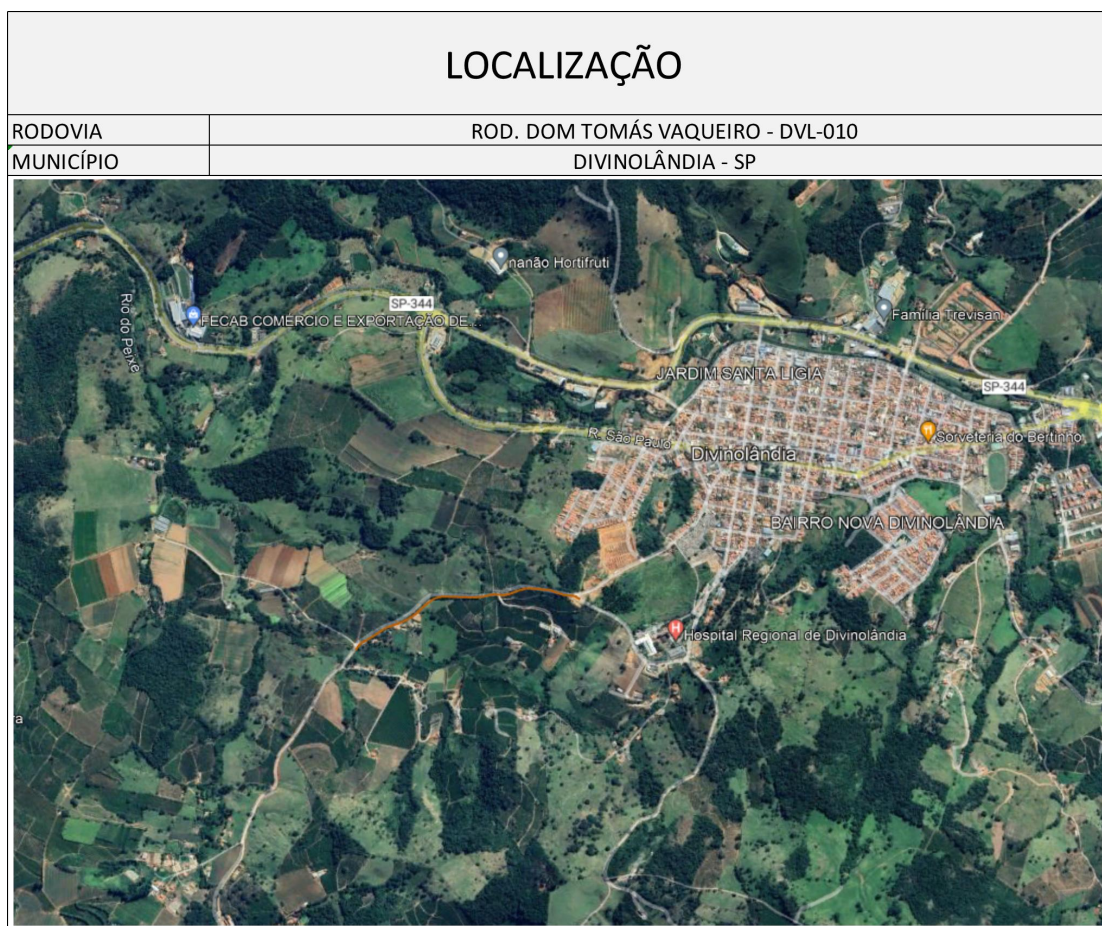 LOCALIZAÇÃO
RODOVIA ROD. DOM TOMÁS VAQUEIRO - DVL-010
MUNICÍPIO DIVINOLÂNDIA - SP
nanão Hortifruti
SP-344
Rio do Peixe
FECAB COMERCIO E EXPORTAÇÃO DE...
Família Trevisan
JARDIM SANTA LIGIA
SP-344
R. São Paulo
Sorveteria do Bertinho
Divinolândia
BAIRRO NOVA DIVINOLÂNDIA
H
Hospital Regional de Divinolândia
ra